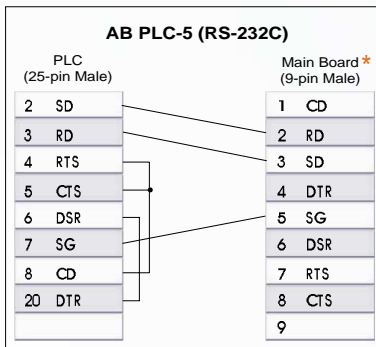 AB PLC-5 (RS-232C)
PLC
(25-pin Male)
2 SD
3 RD
4 RTS
5 CTS
6 DSR
7 SG
8 CD
20 DTR
Main Board *
(9-pin Male)
1 CD
2 RD
3 SD
4 DTR
5 SG
6 DSR
7 RTS
8 CTS
9